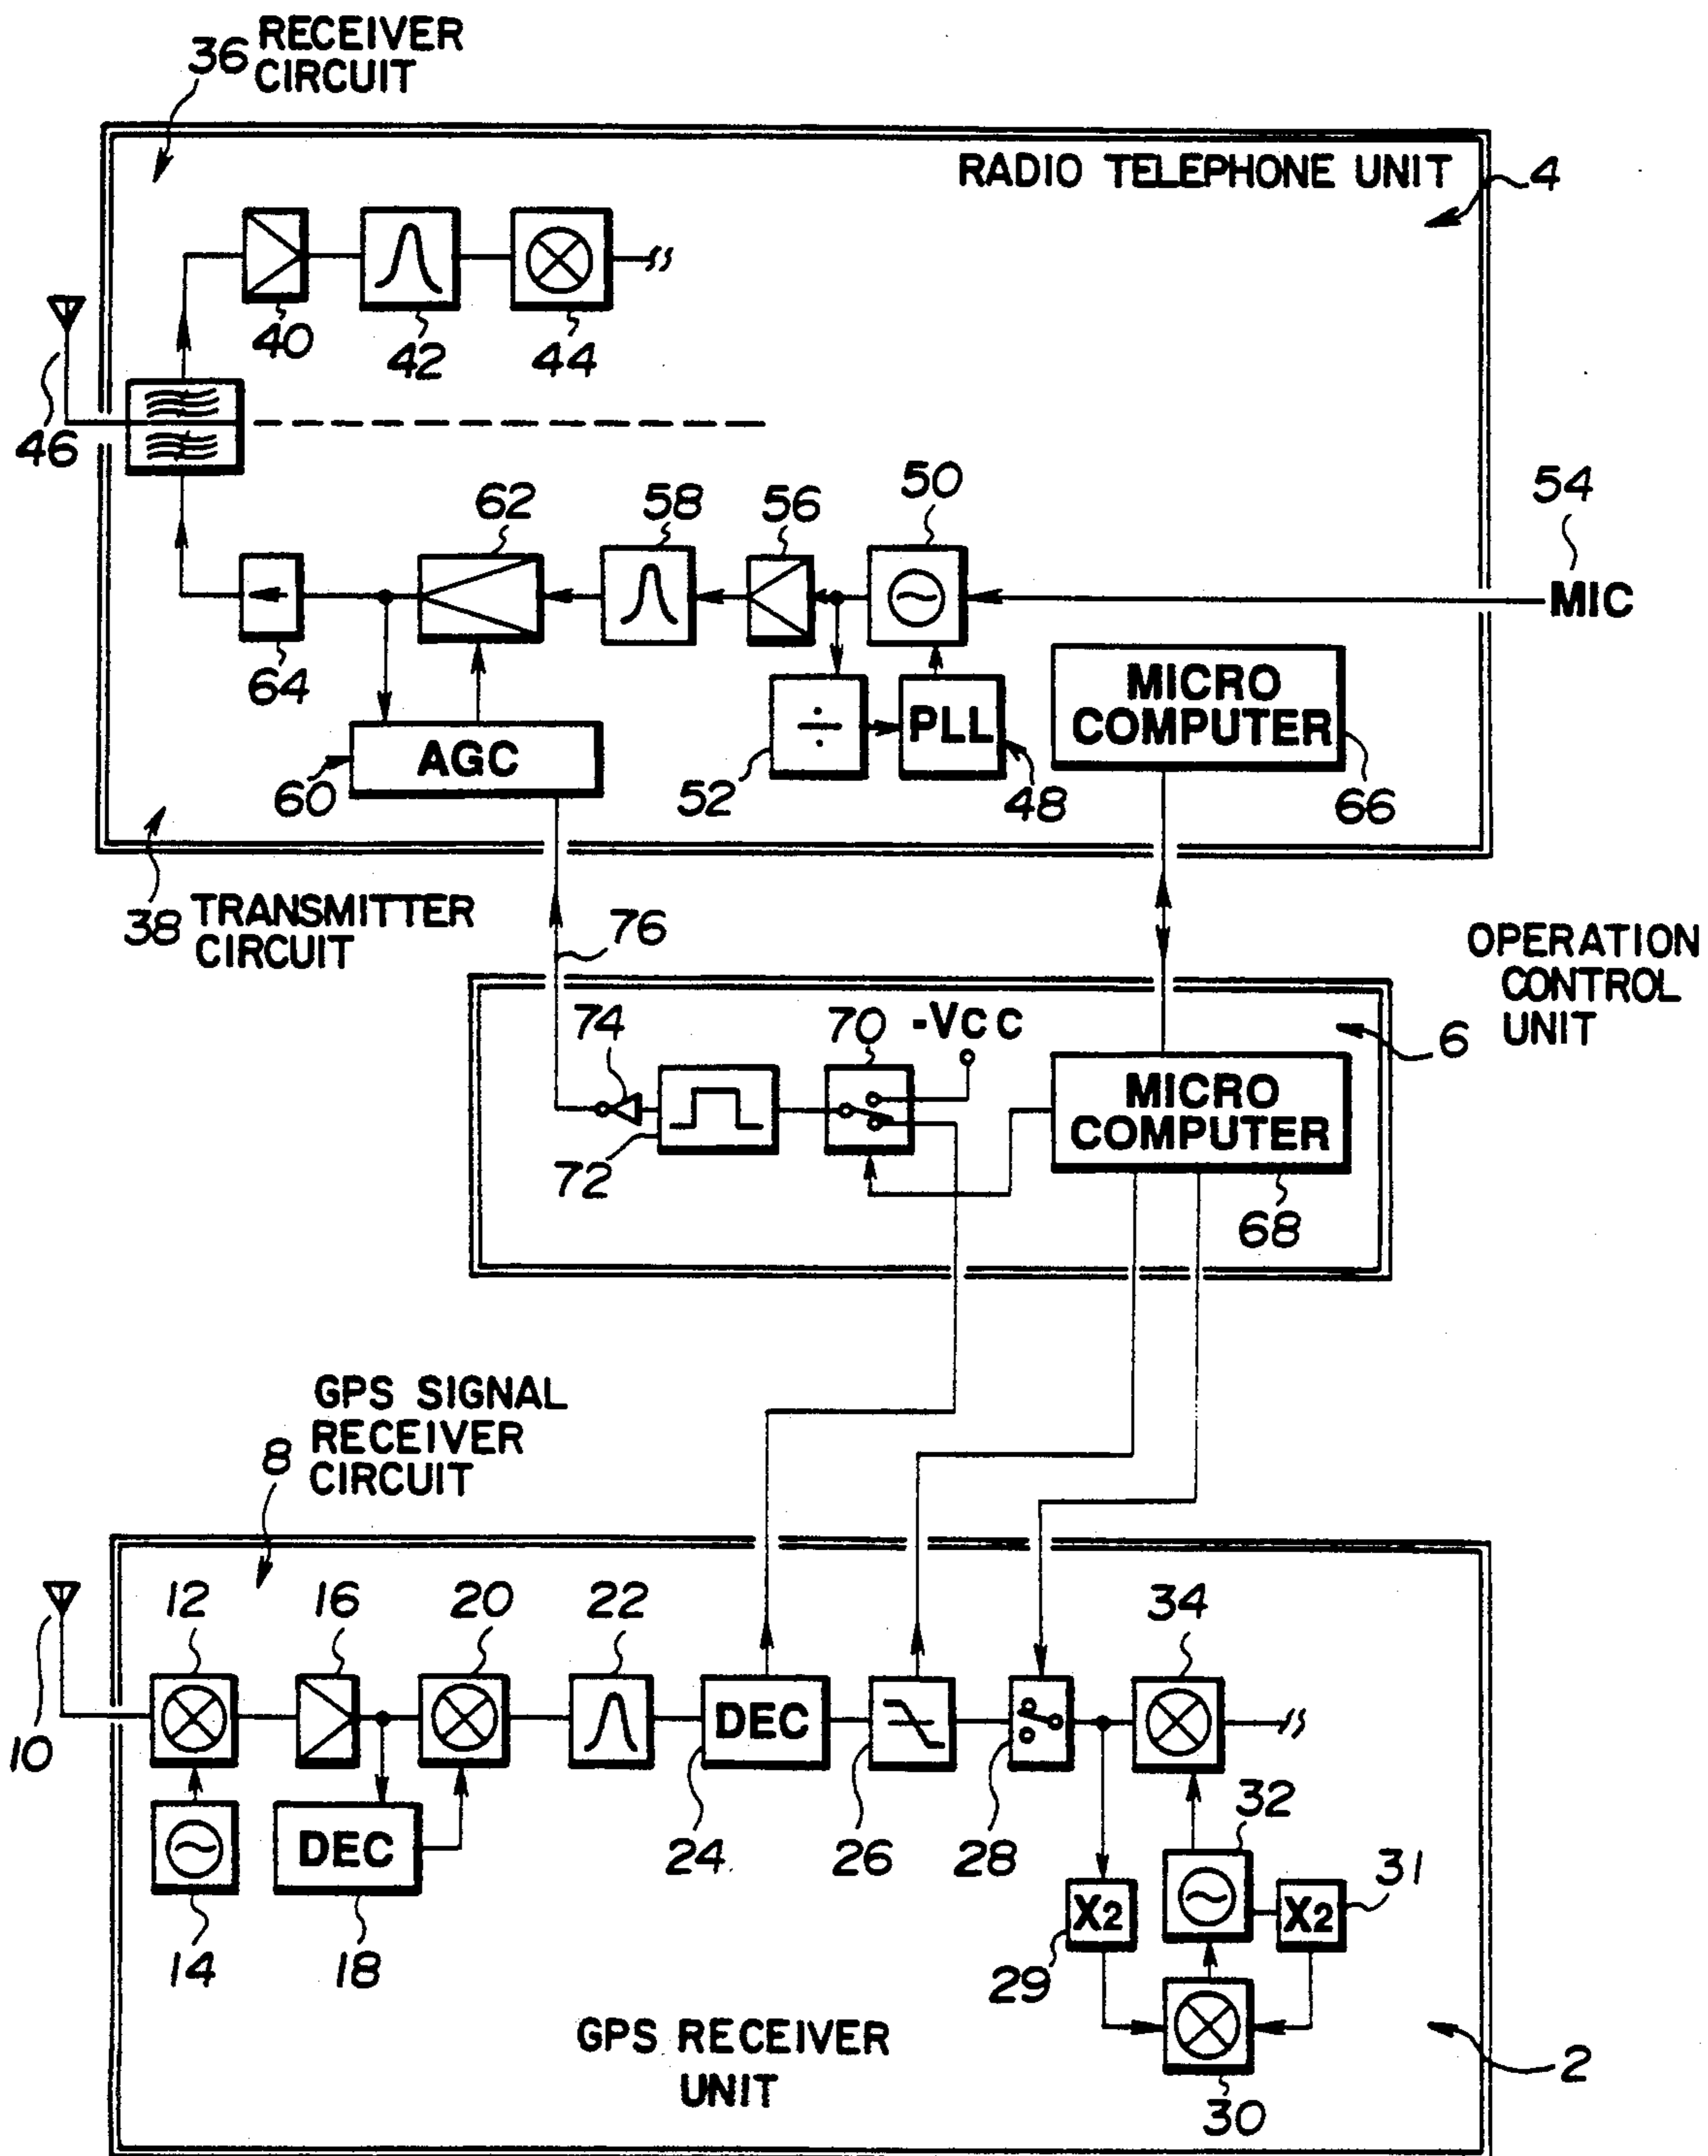 36 RECEIVER
CIRCUIT
RADIO TELEPHONE UNIT
4
40
42
44
46
62
58
56
50
54
MIC
64
AGC
60
÷
52
PLL
48
MICRO
COMPUTER
66
38 TRANSMITTER
CIRCUIT
76
OPERATION
CONTROL
UNIT
6
74
70
-VCC
72
MICRO
COMPUTER
68
GPS SIGNAL
RECEIVER
CIRCUIT
8
10
12
16
20
22
34
DEC
24
26
28
32
31
DEC
14
18
X2
29
X2
30
GPS RECEIVER
UNIT
2